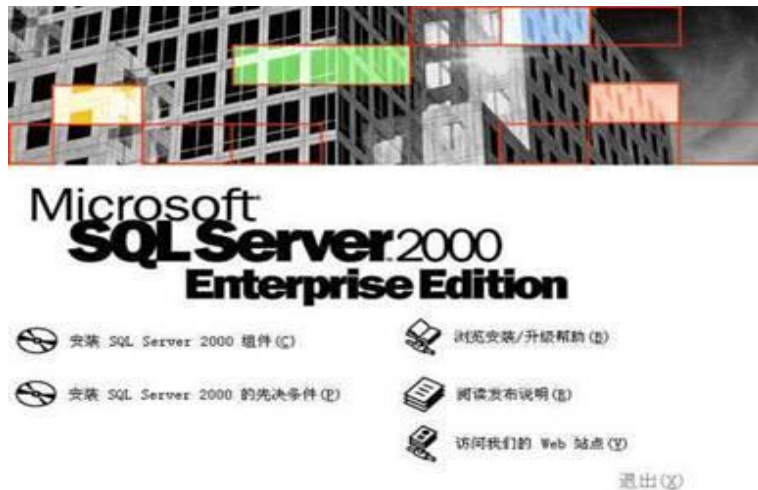 Microsoft
SQL Server 2000
Enterprise Edition
安装 SQL Server 2000 组件(C)
浏览安装/升级帮助(B)
安装 SQL Server 2000 的先决条件(P)
阅读发布说明(R)
访问我们的 Web 站点(V)
退出(X)